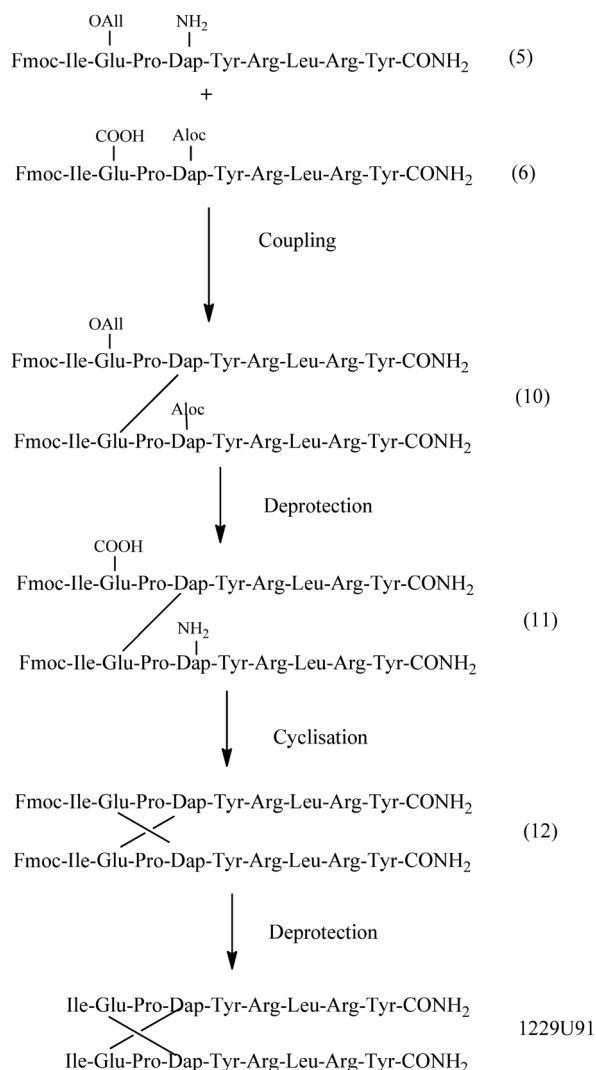 OAll NH2
Fmoc-Ile-Glu-Pro-Dap-Tyr-Arg-Leu-Arg-Tyr-CONH2 (5)
+
COOH Aloc
Fmoc-Ile-Glu-Pro-Dap-Tyr-Arg-Leu-Arg-Tyr-CONH2 (6)
Coupling
OAll
Fmoc-Ile-Glu-Pro-Dap-Tyr-Arg-Leu-Arg-Tyr-CONH2
(10)
Aloc
Fmoc-Ile-Glu-Pro-Dap-Tyr-Arg-Leu-Arg-Tyr-CONH2
Deprotection
COOH
Fmoc-Ile-Glu-Pro-Dap-Tyr-Arg-Leu-Arg-Tyr-CONH2
(11)
NH2
Fmoc-Ile-Glu-Pro-Dap-Tyr-Arg-Leu-Arg-Tyr-CONH2
Cyclisation
Fmoc-Ile-Glu-Pro-Dap-Tyr-Arg-Leu-Arg-Tyr-CONH2
(12)
Fmoc-Ile-Glu-Pro-Dap-Tyr-Arg-Leu-Arg-Tyr-CONH2
Deprotection
Ile-Glu-Pro-Dap-Tyr-Arg-Leu-Arg-Tyr-CONH2
1229U91
Ile-Glu-Pro-Dap-Tyr-Arg-Leu-Arg-Tyr-CONH2